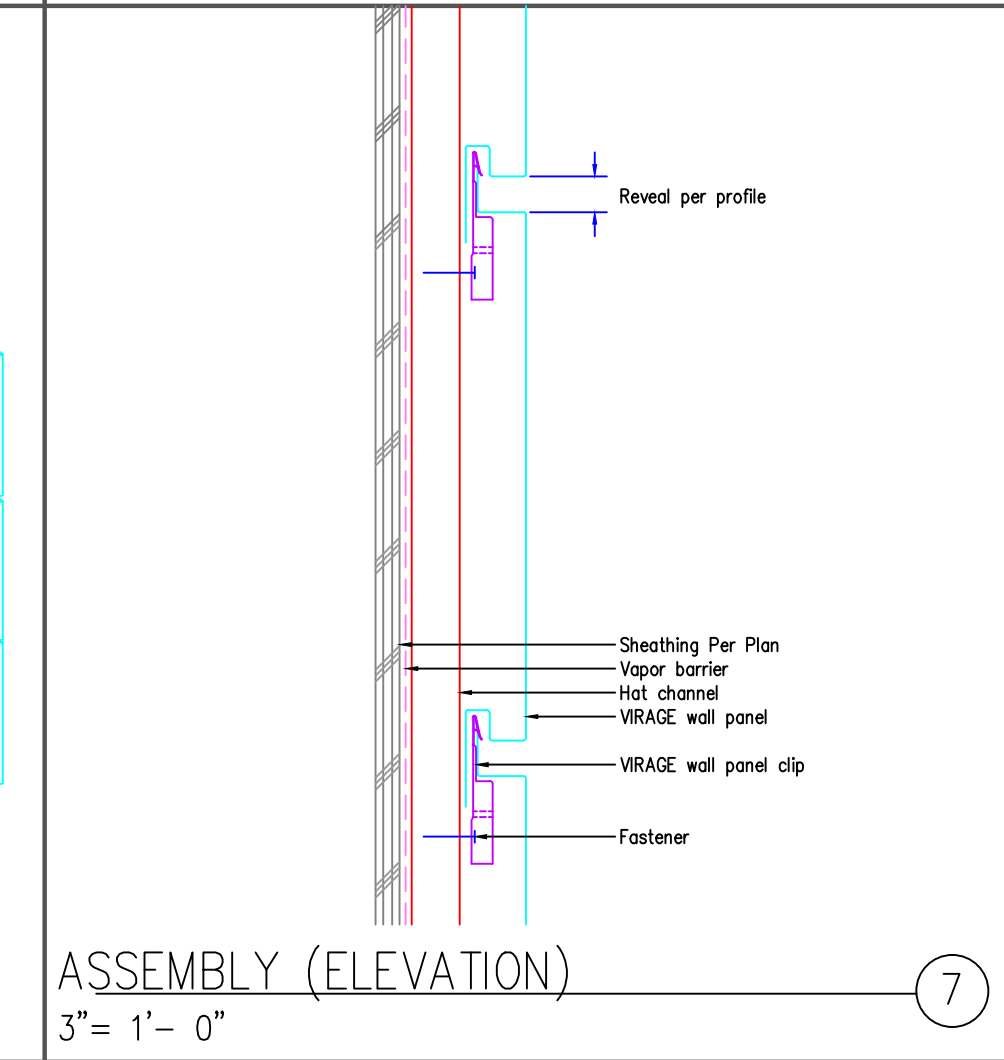 Reveal per profile
Sheathing Per Plan
Vapor barrier
Hat channel
VIRAGE wall panel
VIRAGE wall panel clip
Fastener
ASSEMBLY (ELEVATION)
7
3"= 1'- 0"